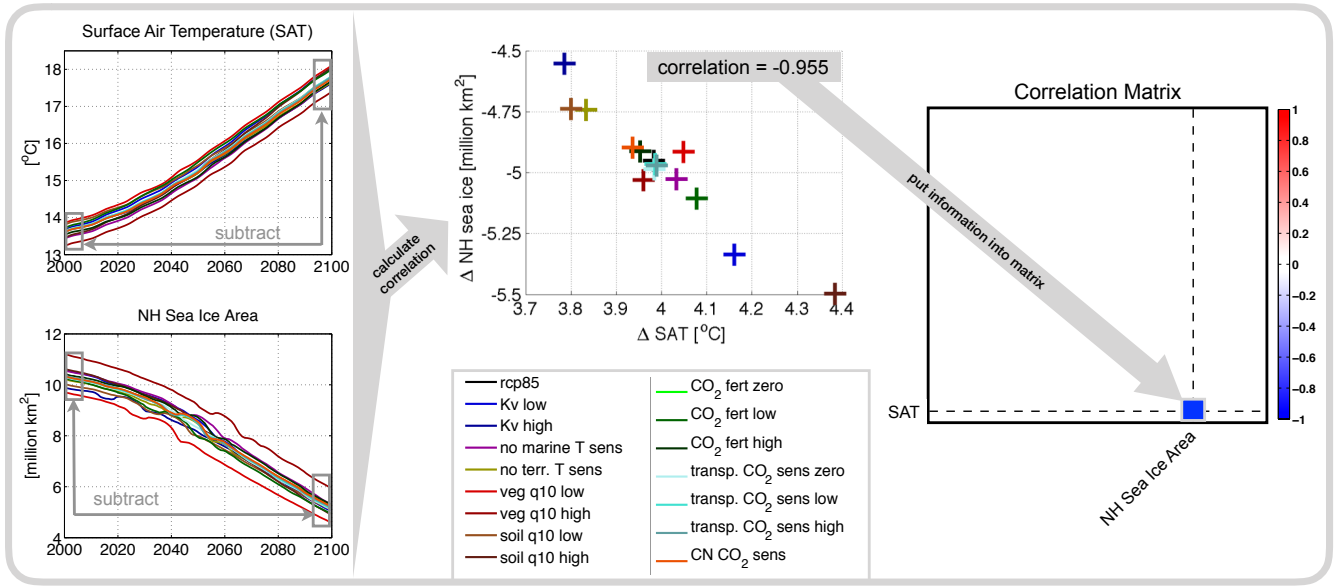 Surface Air Temperature (SAT)
[°C]
18
17
16
15
14
13
subtract
2000 2020 2040 2060 2080 2100
NH Sea Ice Area
[million km²]
12
10
8
6
4
subtract
2000 2020 2040 2060 2080 2100
calculate
correlation
correlation = -0.955
Δ NH sea ice [million km²]
-4.5
-4.75
-5
-5.25
-5.5
3.7 3.8 3.9 4 4.1 4.2 4.3 4.4
Δ SAT [°C]
rcp85
Kv low
Kv high
no marine T sens
no terr. T sens
veg q10 low
veg q10 high
soil q10 low
soil q10 high
CO₂ fert zero
CO₂ fert low
CO₂ fert high
transp. CO₂ sens zero
transp. CO₂ sens low
transp. CO₂ sens high
CN CO₂ sens
put information into matrix
Correlation Matrix
SAT
NH Sea Ice Area
1
0.8
0.6
0.4
0.2
0
−0.2
−0.4
−0.6
−0.8
−1